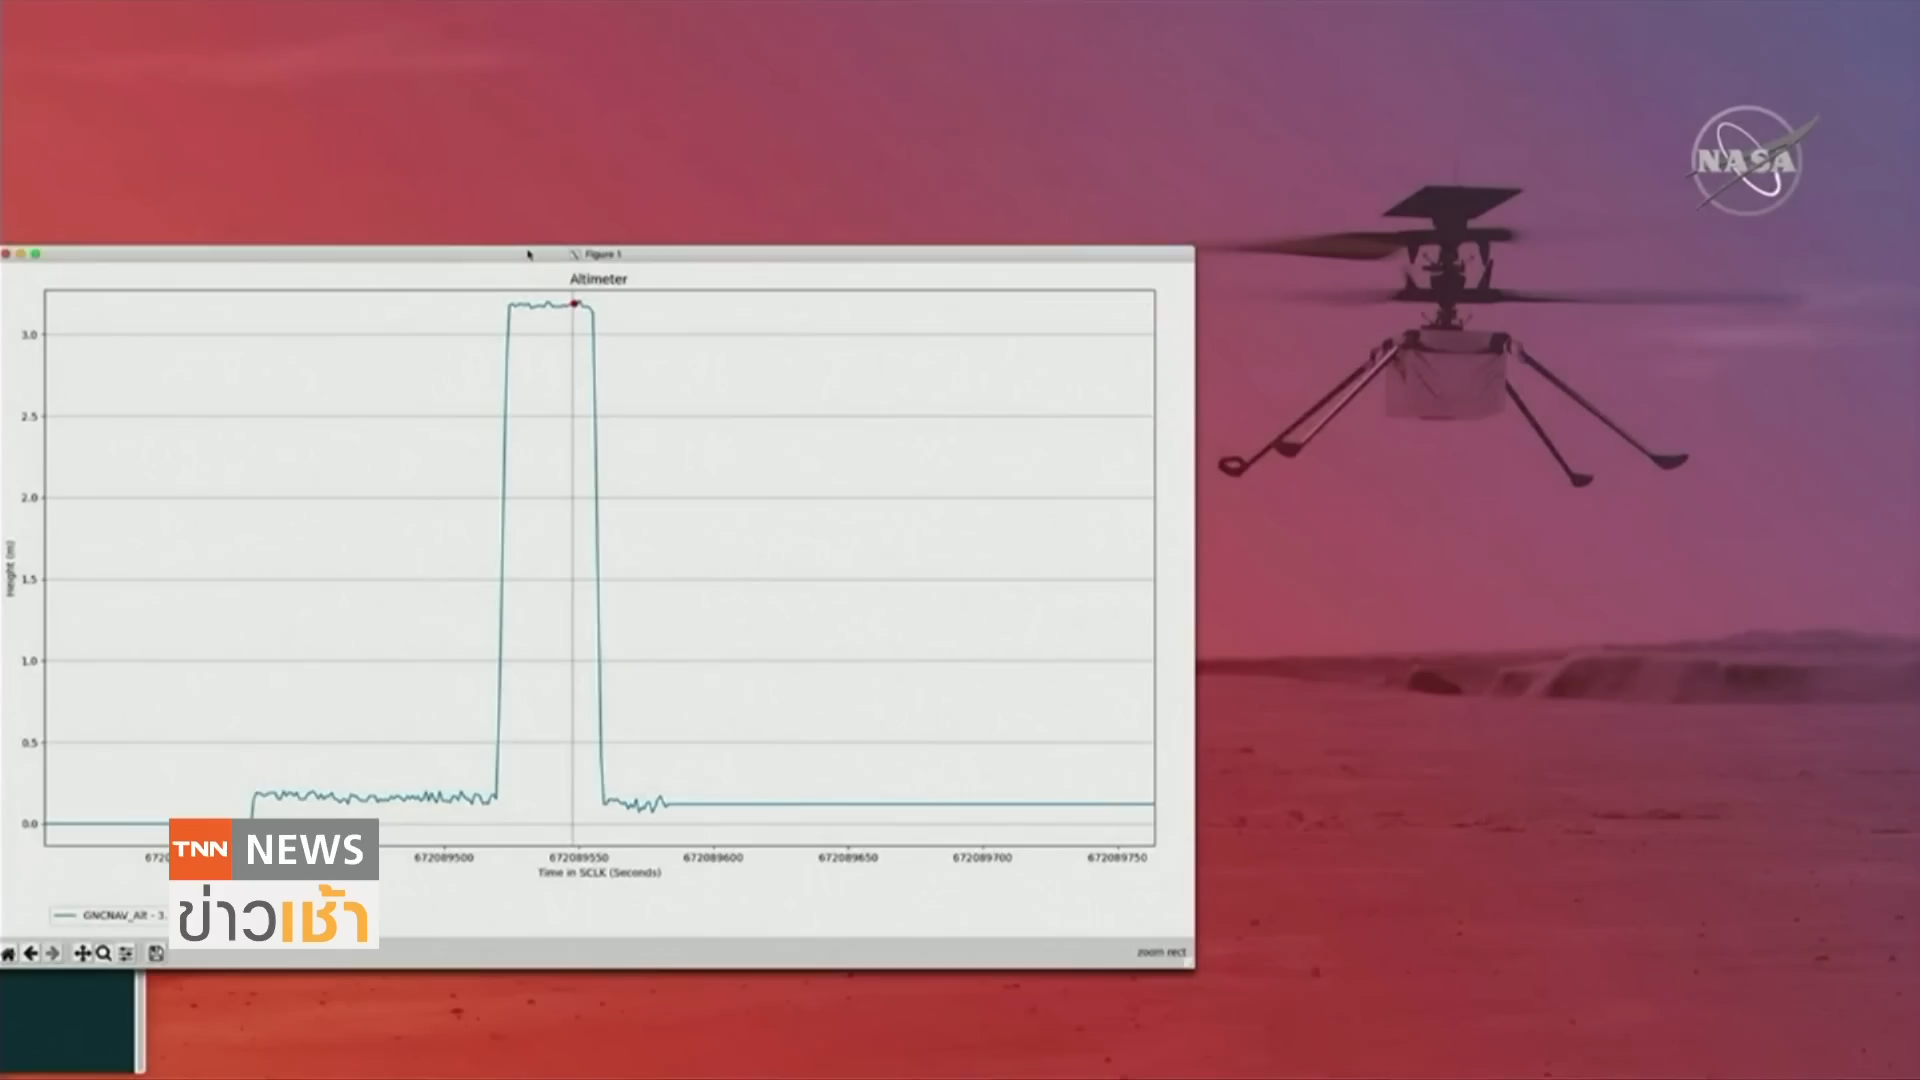 NASA
Figure 1
Altimeter
3.0
2.5
2.0
1.5
1.0
0.5
0.0
Height (m)
672089500 672089550 672089600 672089650 672089700 672089750
Time in SCLK (Seconds)
GNCNAV_Alt - 3.
zoom rect
TNN NEWS
ข่าวเช้า